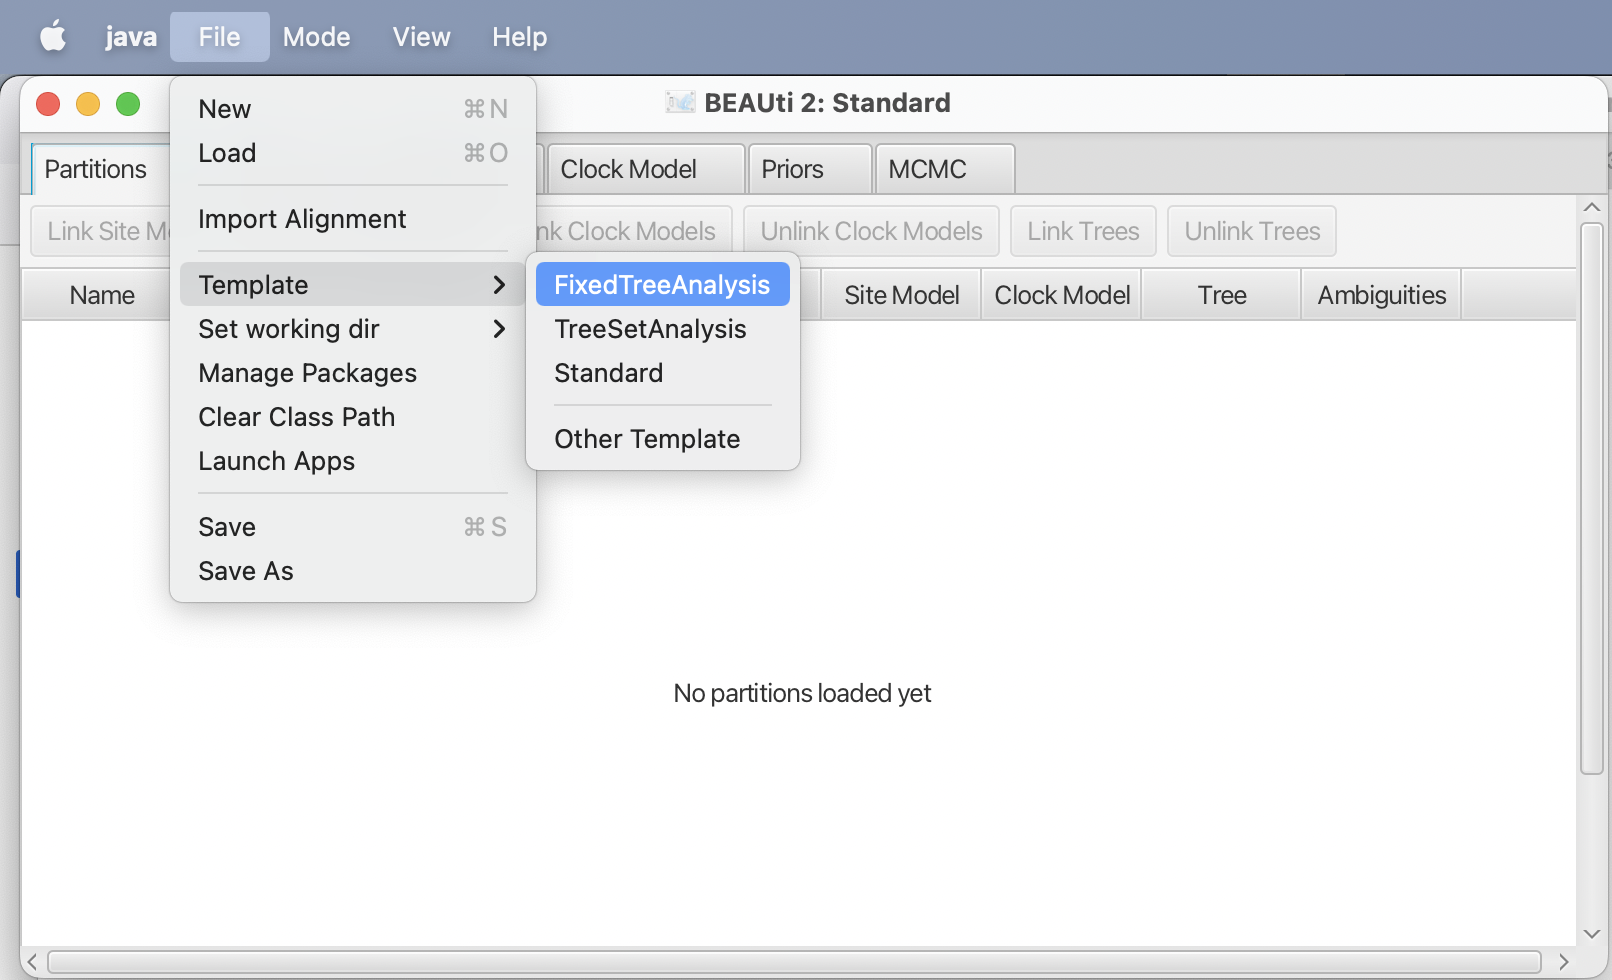 java File Mode View Help
BEAUti 2: Standard
New ⌘N
Load ⌘O
Import Alignment
Template
Set working dir
Manage Packages
Clear Class Path
Launch Apps
Save ⌘S
Save As
FixedTreeAnalysis
TreeSetAnalysis
Standard
Other Template
Partitions Clock Model Priors MCMC
Link Site Clock Models Unlink Clock Models Link Trees Unlink Trees
Name Site Model Clock Model Tree Ambiguities
No partitions loaded yet